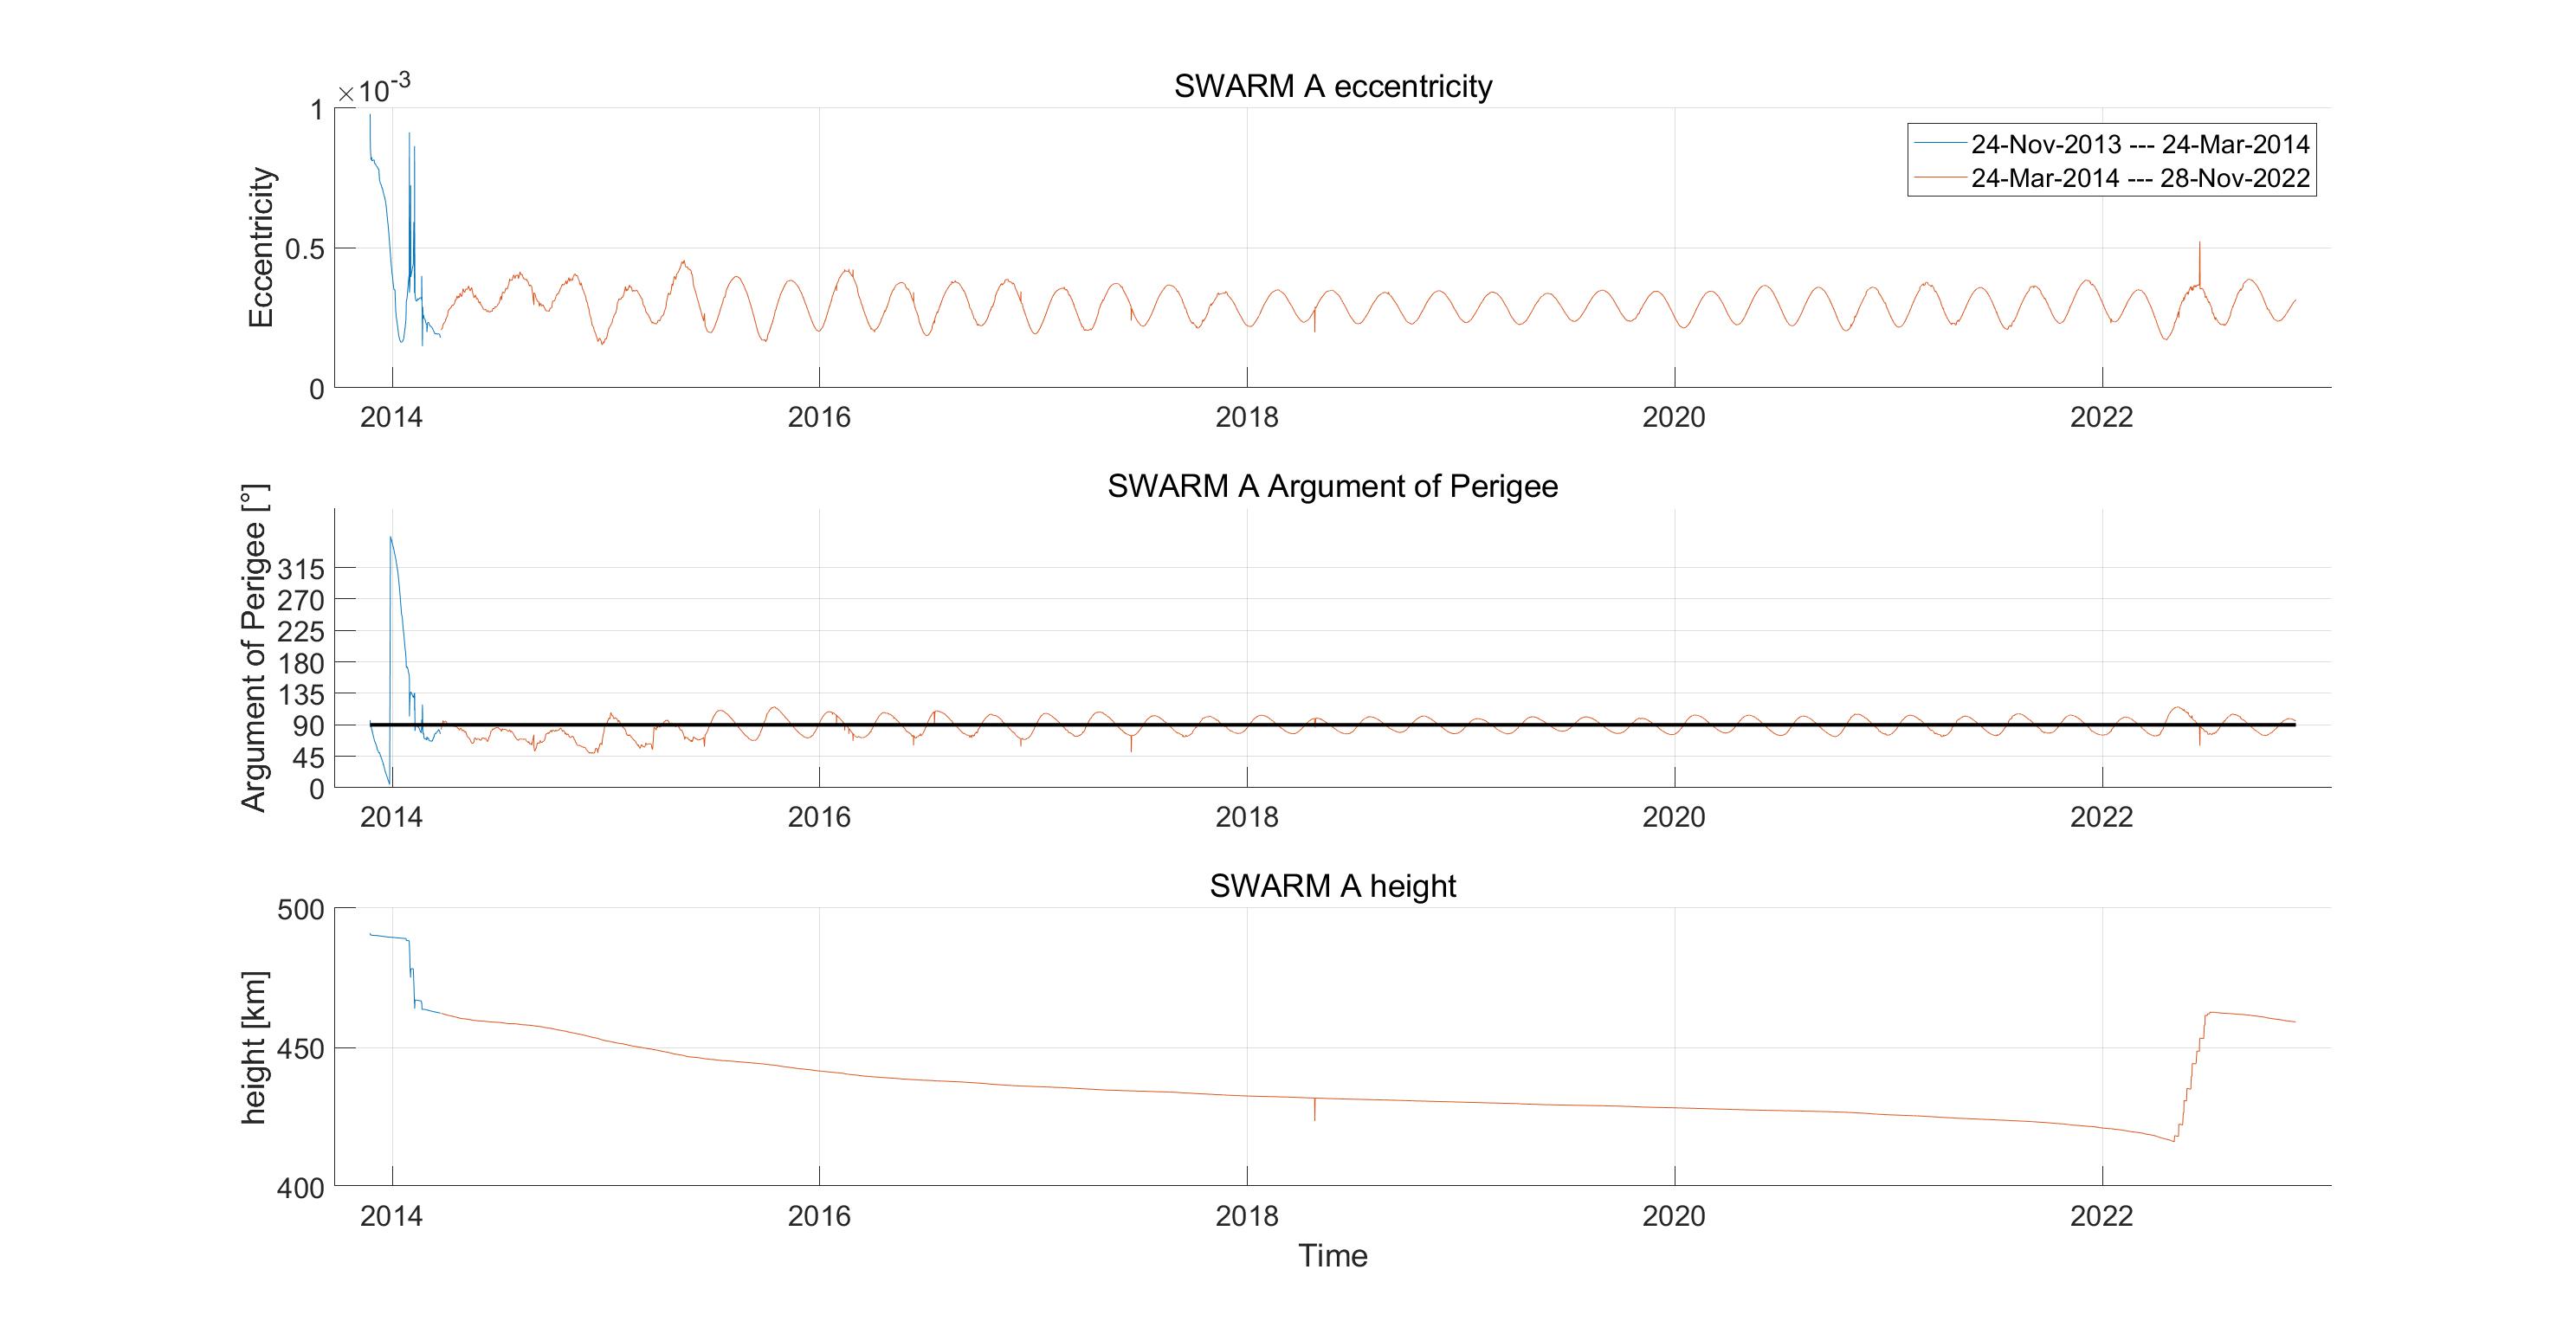 SWARM A eccentricity
×10-3
1
0.5
0
Eccentricity
24-Nov-2013 --- 24-Mar-2014
24-Mar-2014 --- 28-Nov-2022
2014 2016 2018 2020 2022
SWARM A Argument of Perigee
Argument of Perigee [°]
315
270
225
180
135
90
45
0
2014 2016 2018 2020 2022
SWARM A height
height [km]
500
450
400
2014 2016 2018 2020 2022
Time